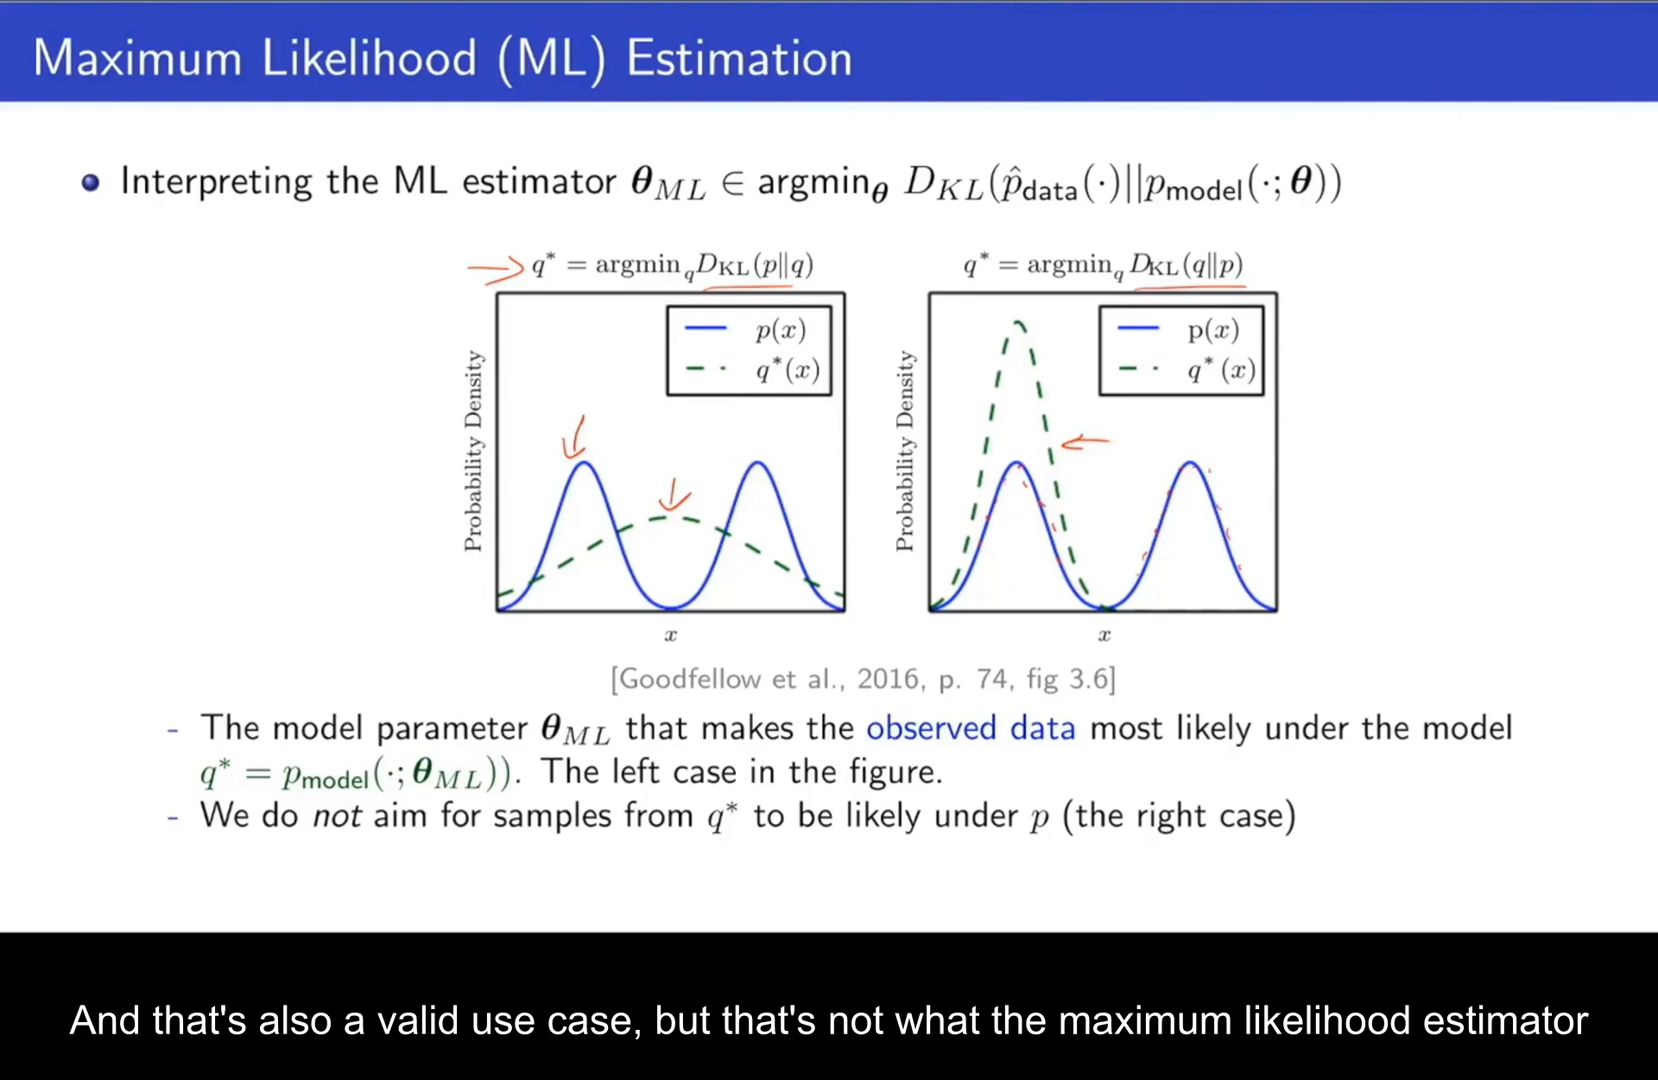 Maximum Likelihood (ML) Estimation
Interpreting the ML estimator θ_ML ∈ argmin_θ D_KL(p̂_data(·)||p_model(·; θ))
q* = argmin_q D_KL(p‖q)
q* = argmin_q D_KL(q‖p)
p(x)
q*(x)
p(x)
q*(x)
Probability Density
Probability Density
x
x
[Goodfellow et al., 2016, p. 74, fig 3.6]
- The model parameter θ_ML that makes the observed data most likely under the model
q* = p_model(·; θ_ML)). The left case in the figure.
- We do not aim for samples from q* to be likely under p (the right case)
And that's also a valid use case, but that's not what the maximum likelihood estimator